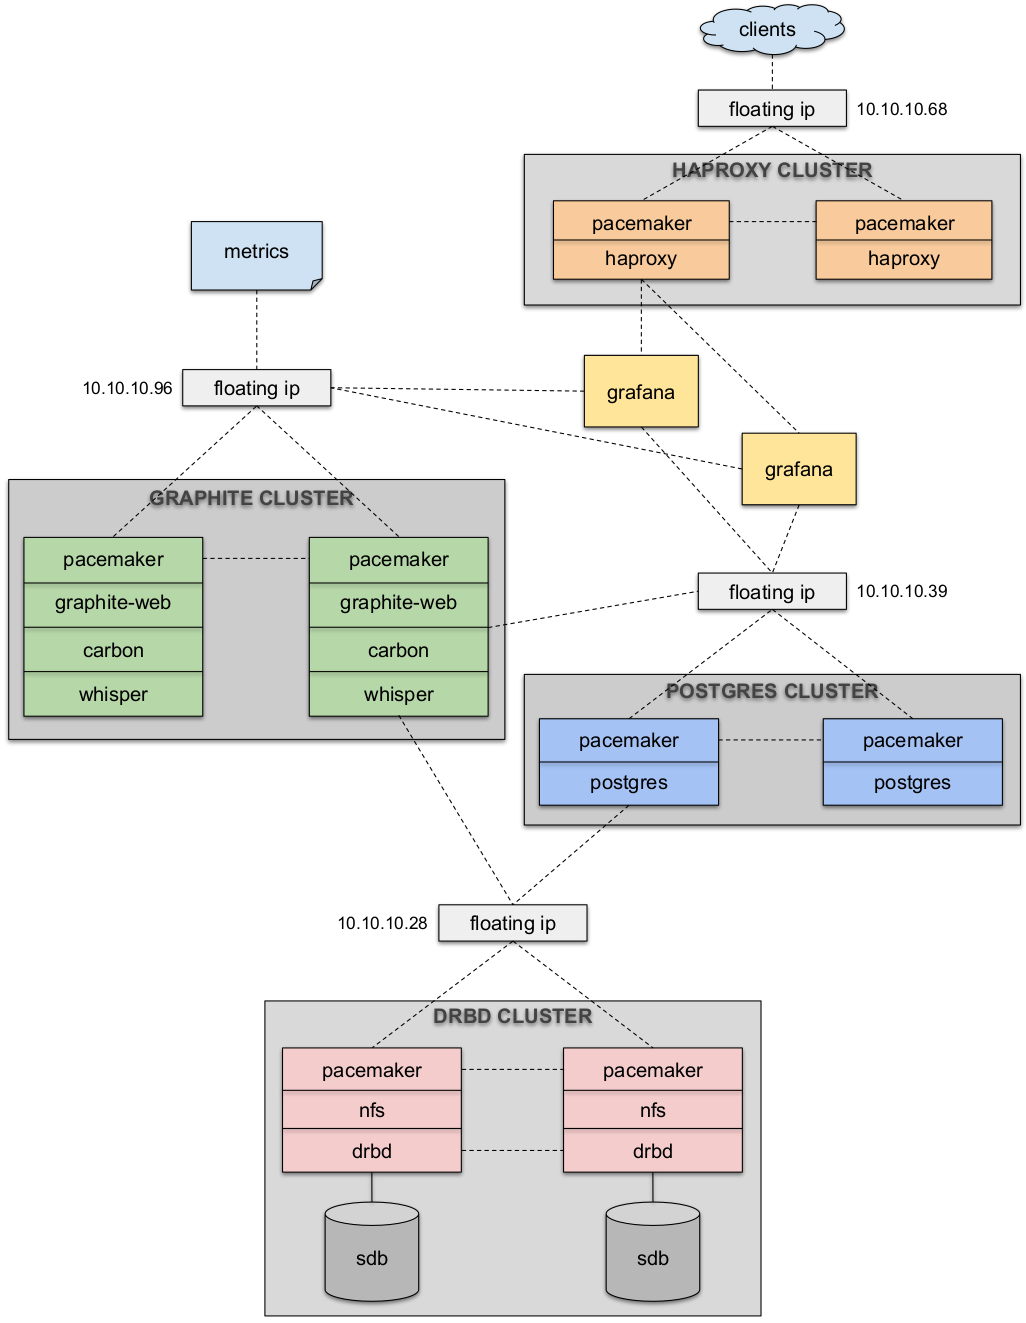 clients
floating ip
10.10.10.68
HAPROXY CLUSTER
pacemaker
haproxy
pacemaker
haproxy
metrics
10.10.10.96
floating ip
grafana
grafana
GRAPHITE CLUSTER
pacemaker
graphite-web
carbon
whisper
pacemaker
graphite-web
carbon
whisper
floating ip
10.10.10.39
POSTGRES CLUSTER
pacemaker
postgres
pacemaker
postgres
10.10.10.28
floating ip
DRBD CLUSTER
pacemaker
nfs
drbd
sdb
pacemaker
nfs
drbd
sdb